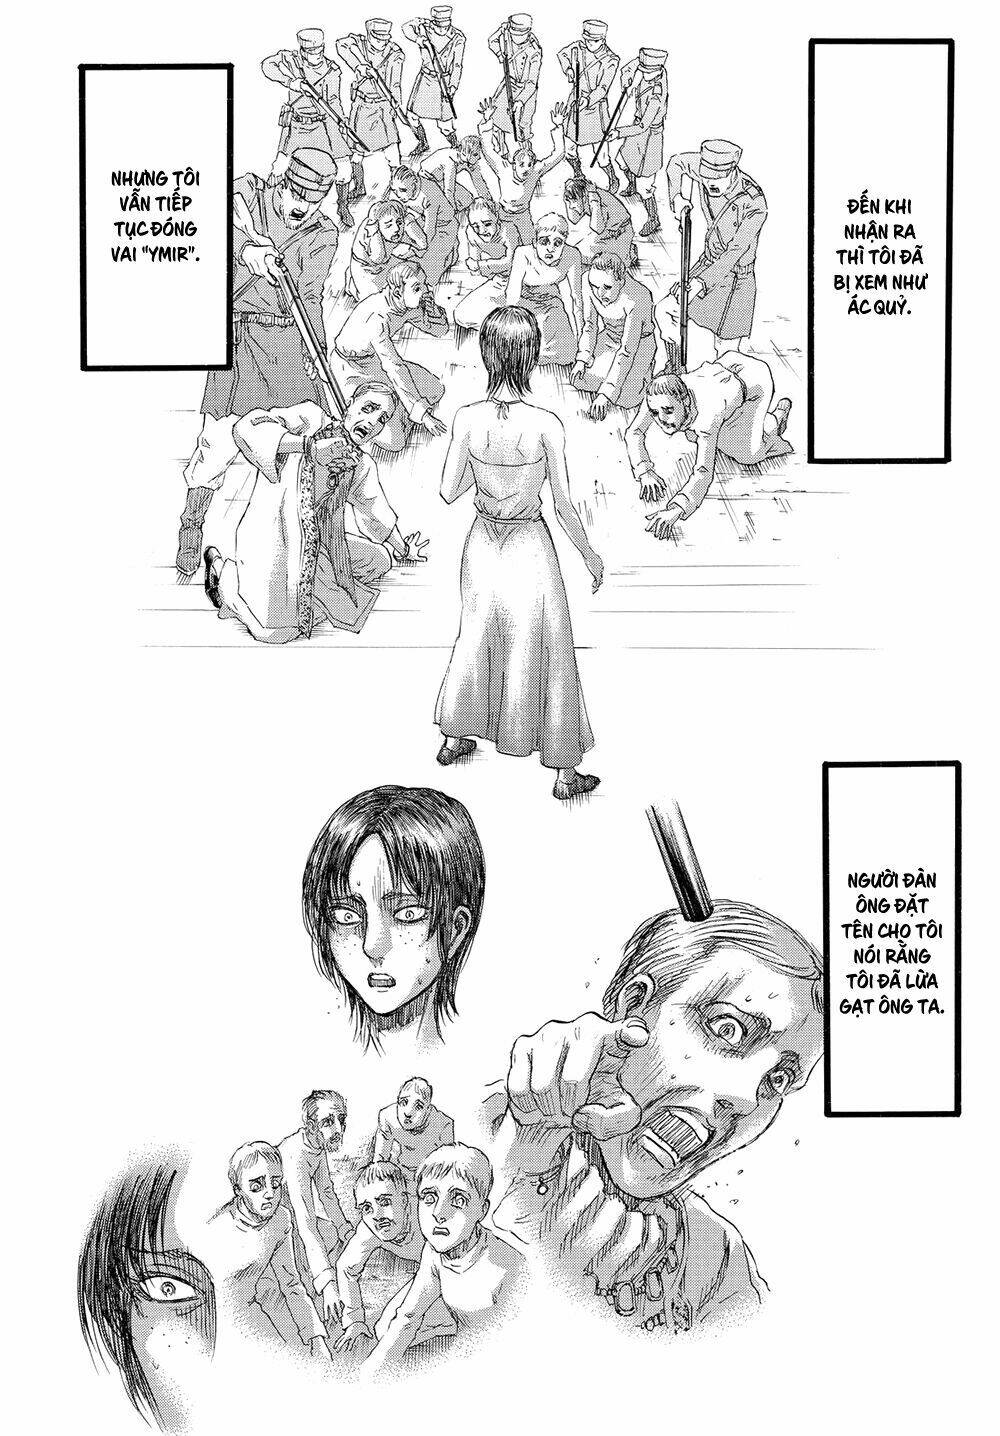 ĐẾN KHI
NHẬN RA
THÌ TÔI ĐÃ
BỊ XEM NHƯ
ÁC QUỶ.
NHƯNG TÔI
VẪN TIẾP
TỤC ĐÓNG
VAI "YMIR".
NGƯỜI ĐÀN
ÔNG ĐẶT
TÊN CHO TÔI
NÓI RẰNG
TÔI ĐÃ LỪA
GẠT ÔNG TA.